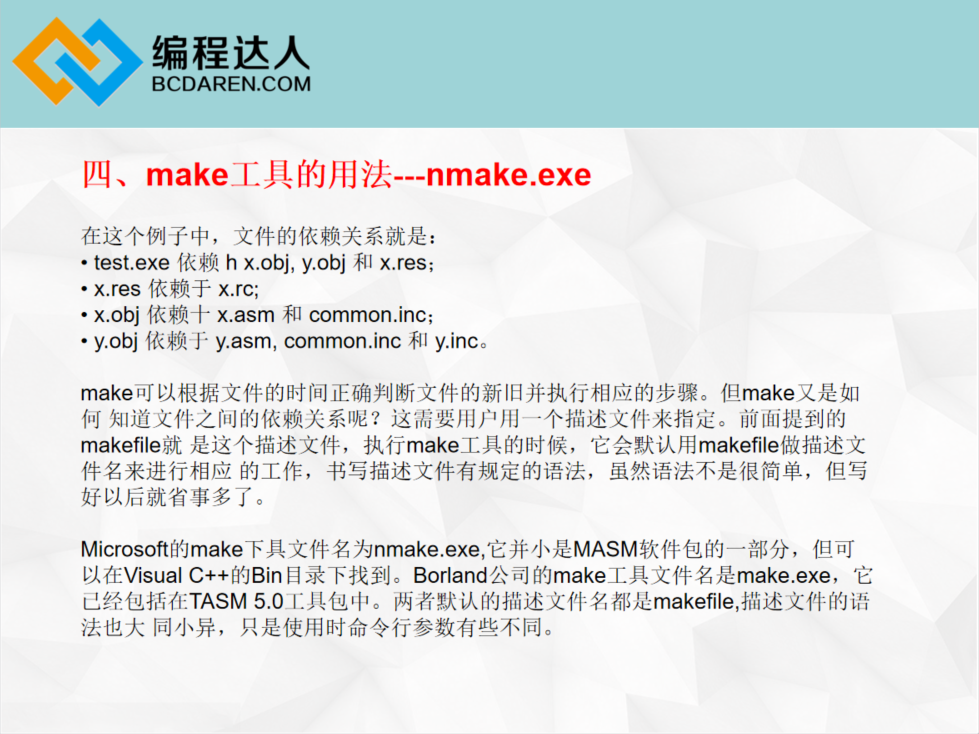 编程达人
BCDAREN.COM
四、make工具的用法---nmake.exe
在这个例子中，文件的依赖关系就是：
• test.exe 依赖 h x.obj, y.obj 和 x.res；
• x.res 依赖于 x.rc;
• x.obj 依赖十 x.asm 和 common.inc；
• y.obj 依赖于 y.asm, common.inc 和 y.inc。
make可以根据文件的时间正确判断文件的新旧并执行相应的步骤。但make又是如
何 知道文件之间的依赖关系呢？这需要用户用一个描述文件来指定。前面提到的
makefile就 是这个描述文件，执行make工具的时候，它会默认用makefile做描述文
件名来进行相应 的工作，书写描述文件有规定的语法，虽然语法不是很简单，但写
好以后就省事多了。
Microsoft的make下具文件名为nmake.exe,它并小是MASM软件包的一部分，但可
以在Visual C++的Bin目录下找到。Borland公司的make工具文件名是make.exe，它
已经包括在TASM 5.0工具包中。两者默认的描述文件名都是makefile,描述文件的语
法也大 同小异，只是使用时命令行参数有些不同。